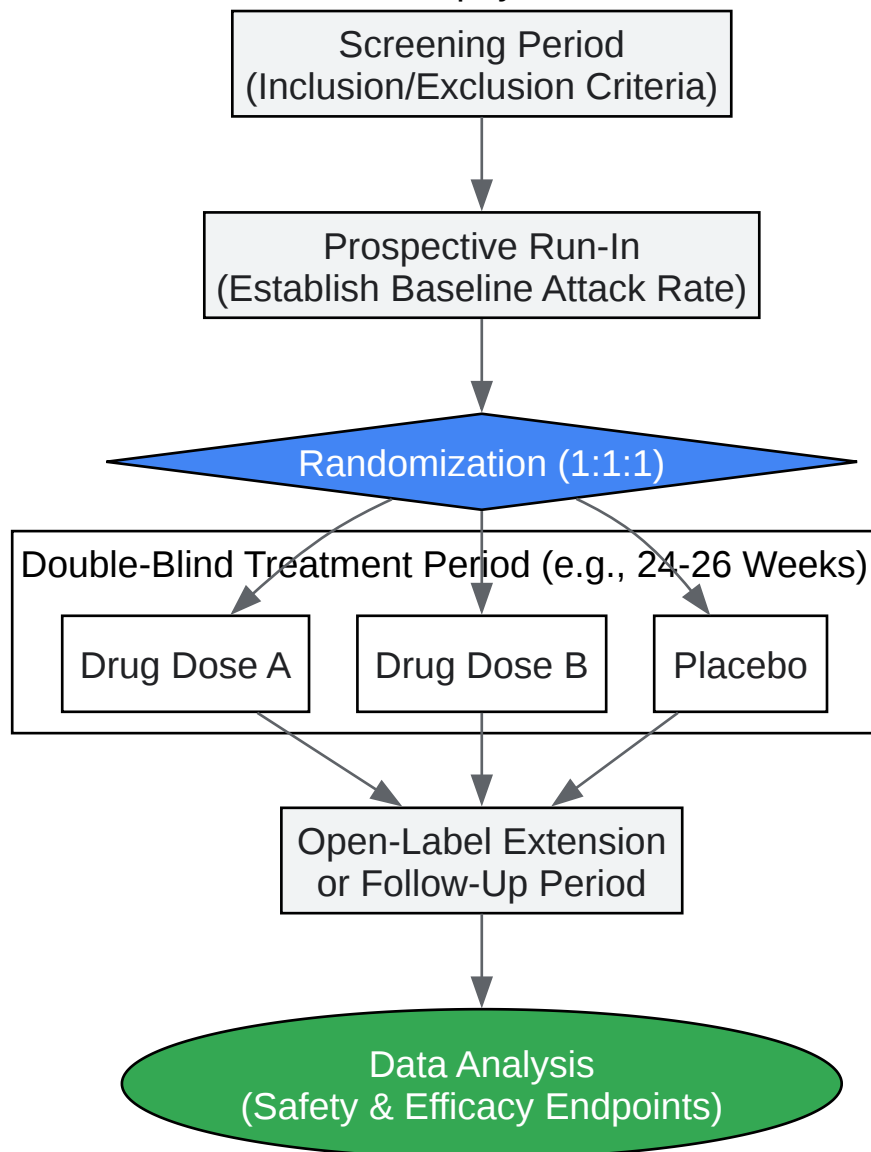 Screening Period
(Inclusion/Exclusion Criteria)
Prospective Run-In
(Establish Baseline Attack Rate)
Randomization (1:1:1)
Double-Blind Treatment Period (e.g., 24-26 Weeks)
Drug Dose A
Drug Dose B
Placebo
Open-Label Extension
or Follow-Up Period
Data Analysis
(Safety & Efficacy Endpoints)